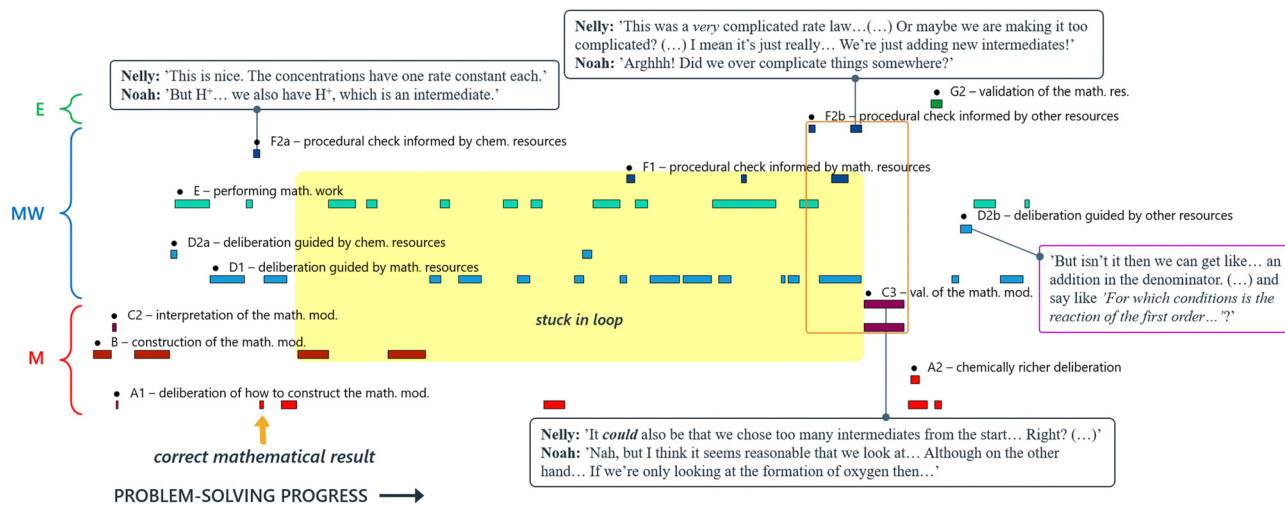 Nelly: 'This was a very complicated rate law…(…) Or maybe we are making it too
complicated? (…) I mean it's just really… We're just adding new intermediates!'
Noah: 'Arghhh! Did we over complicate things somewhere?'
Nelly: 'This is nice. The concentrations have one rate constant each.'
Noah: 'But H⁺… we also have H⁺, which is an intermediate.'
E
G2 – validation of the math. res.
F2b – procedural check informed by other resources
F2a – procedural check informed by chem. resources
F1 – procedural check informed by math. resources
MW
E – performing math. work
D2b – deliberation guided by other resources
D2a – deliberation guided by chem. resources
D1 – deliberation guided by math. resources
'But isn't it then we can get like… an
addition in the denominator. (…) and
say like 'For which conditions is the
reaction of the first order…'?'
C3 – val. of the math. mod.
C2 – interpretation of the math. mod.
stuck in loop
B – construction of the math. mod.
M
A2 – chemically richer deliberation
A1 – deliberation of how to construct the math. mod.
correct mathematical result
Nelly: 'It could also be that we chose too many intermediates from the start… Right? (…)'
Noah: 'Nah, but I think it seems reasonable that we look at… Although on the other
hand… If we're only looking at the formation of oxygen then…'
PROBLEM-SOLVING PROGRESS